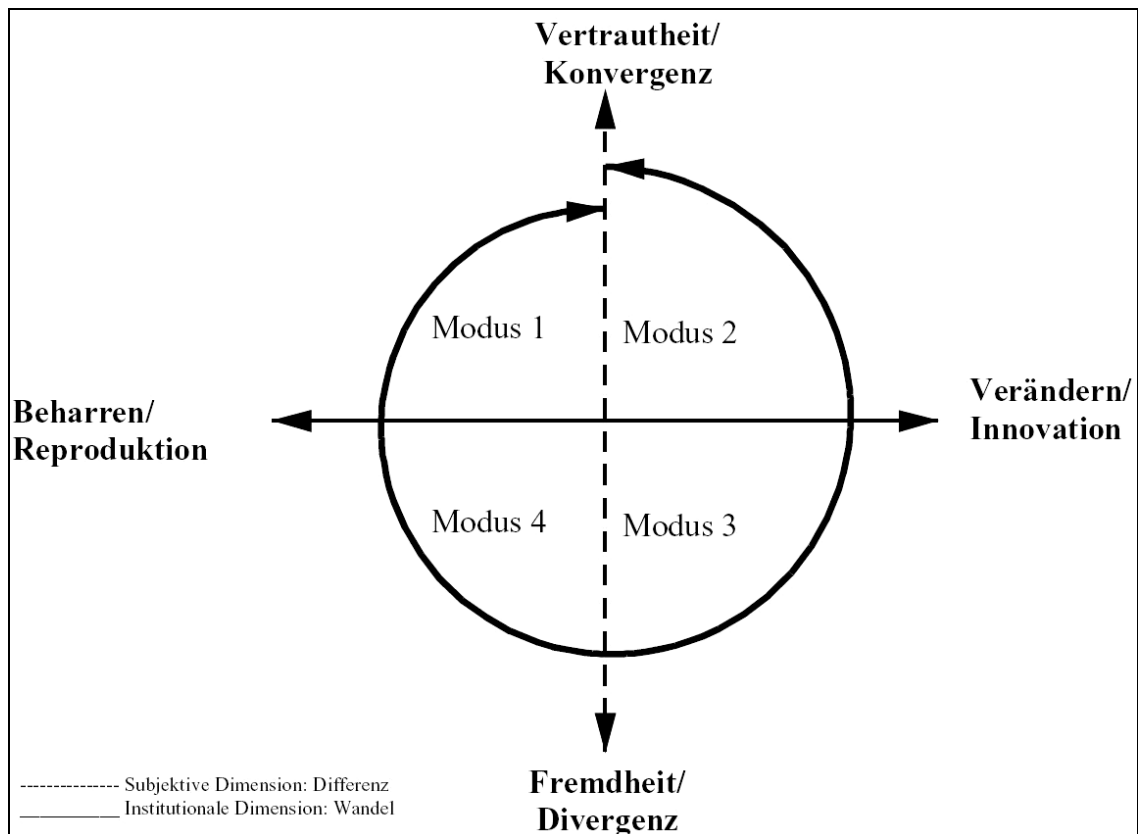 Vertrautheit/
Konvergenz
Modus 1
Modus 2
Beharren/
Reproduktion
Verändern/
Innovation
Modus 4
Modus 3
Fremdheit/
Divergenz
--------------- Subjektive Dimension: Differenz
___________ Institutionale Dimension: Wandel